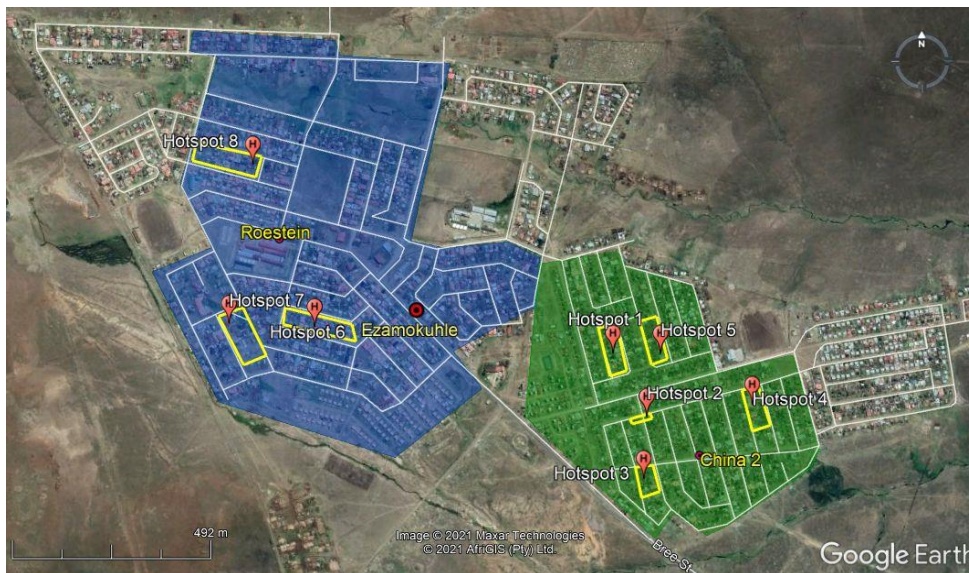 N
Hotspot 8
H
Roestein
Hotspot 7
H
H
Hotspot 6
Ezamokuhle
Hotspot 1
H
H
Hotspot 5
H
Hotspot 2
H
Hotspot 4
Hotspot 3
H
China 2
492 m
Image © 2021 Maxar Technologies
© 2021 AfriGIS (Pty) Ltd.
Bree St
Google Earth